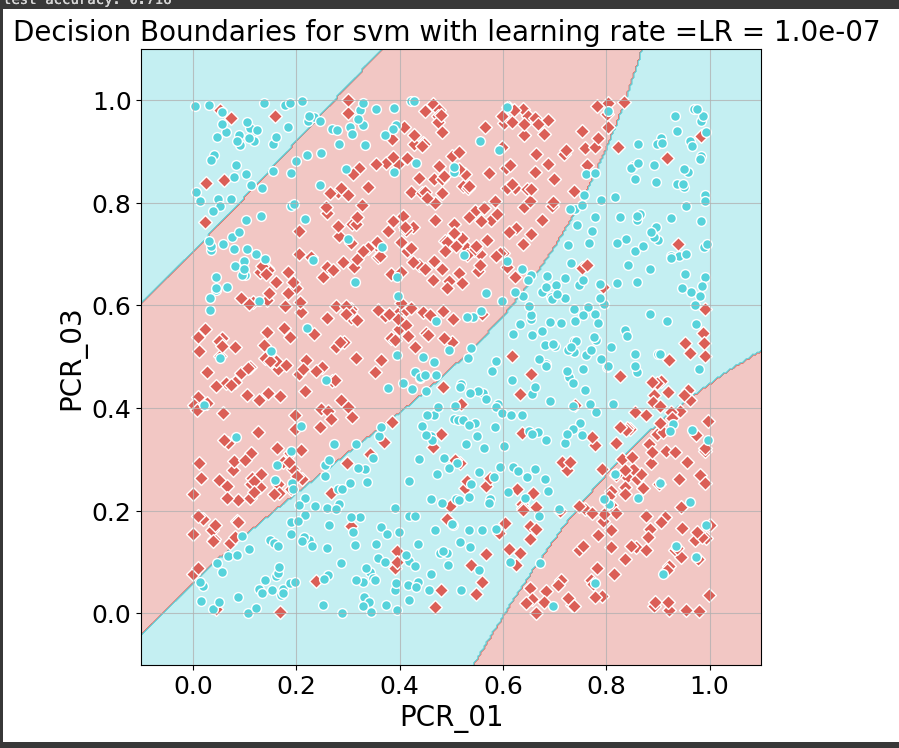 test accuracy: 0.716
Decision Boundaries for svm with learning rate =LR = 1.0e-07
1.0
0.8
0.6
0.4
0.2
0.0
PCR_03
0.0 0.2 0.4 0.6 0.8 1.0
PCR_01